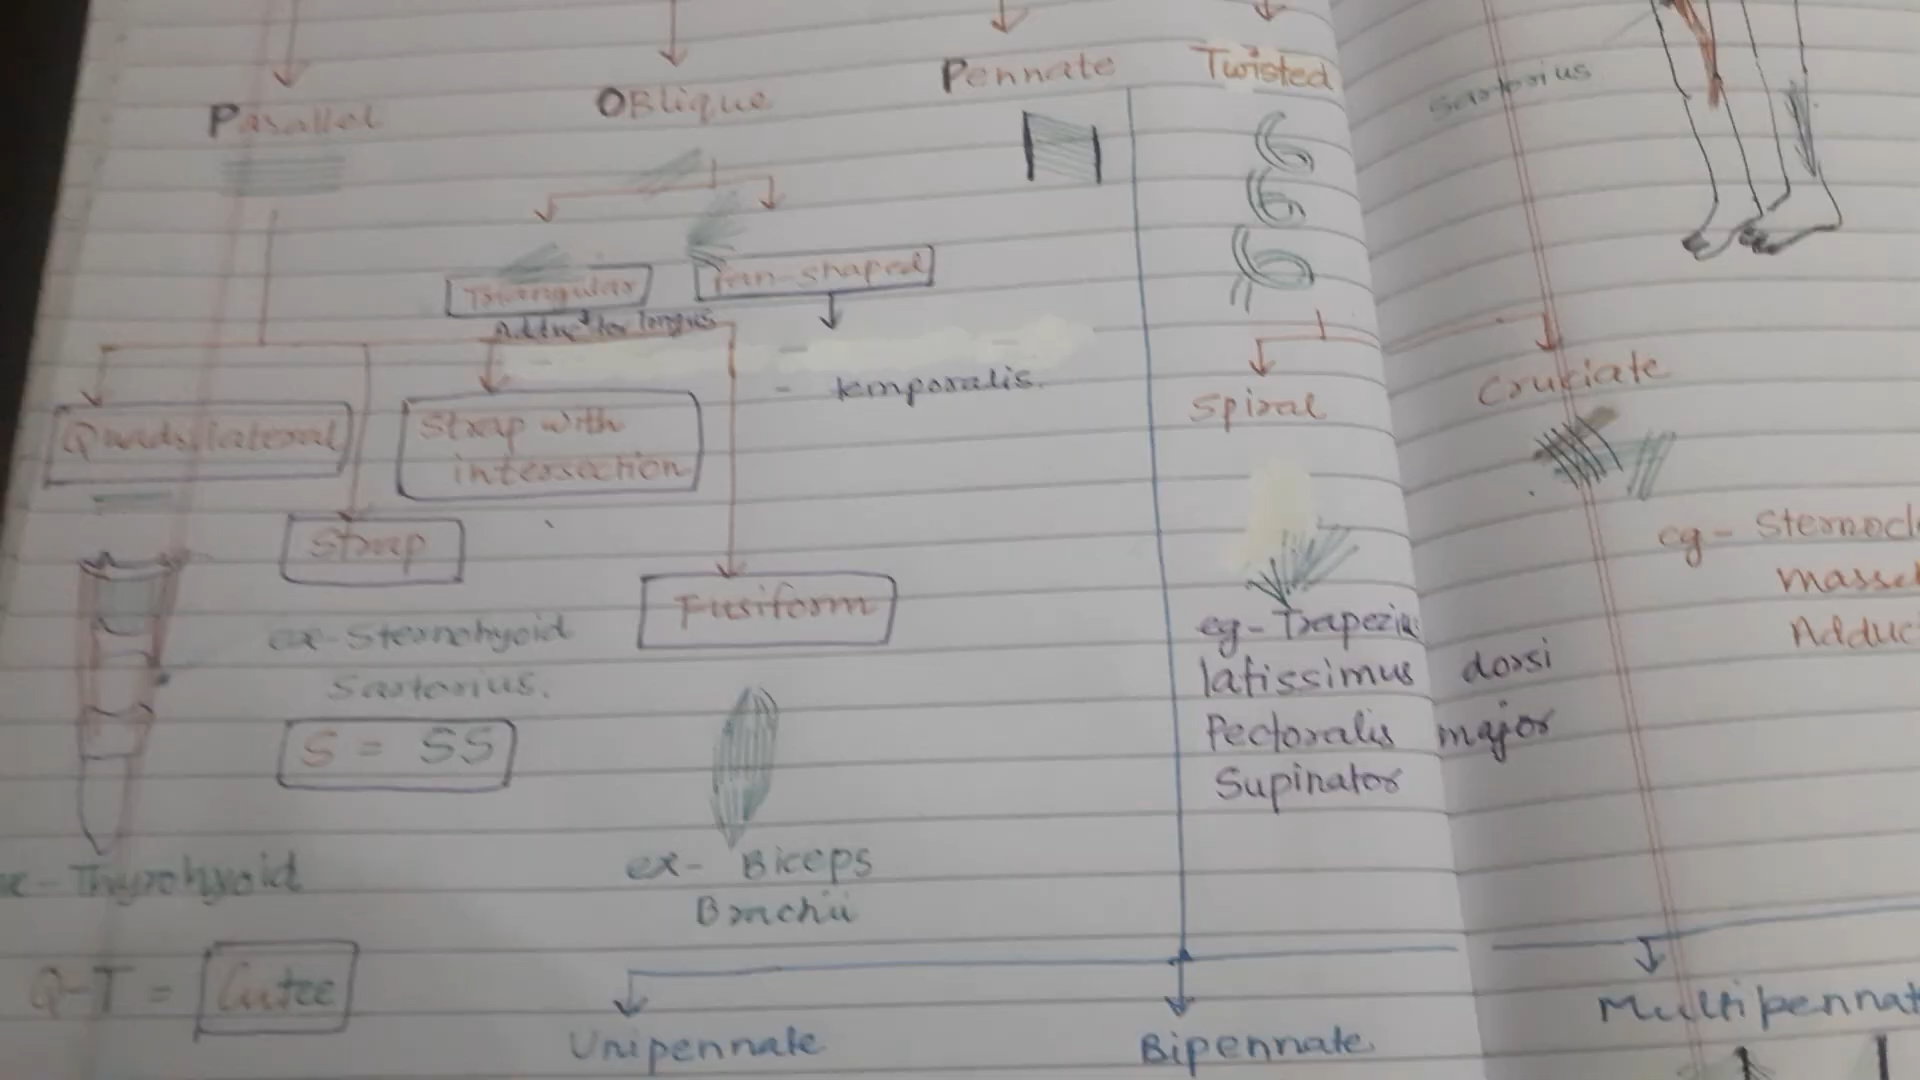 Parallel
Oblique
Pennate
Twisted
Sartorius
Triangular
Fan-shaped
Adductor longus
- temporalis.
Quadrilateral
Strap with
intersection
Spiral
Cruciate
Strap
Fusiform
ex-Sternohyoid
Sartorius.
S = SS
eg- Trapeziu
latissimus dorsi
Pectoralis major
Supinator
eg- Sternocl
masse
Adduc
ex- Biceps
Brachii
Thyrohyoid
Q-T = Cutee
Unipennate
Bipennate.
Multipennat